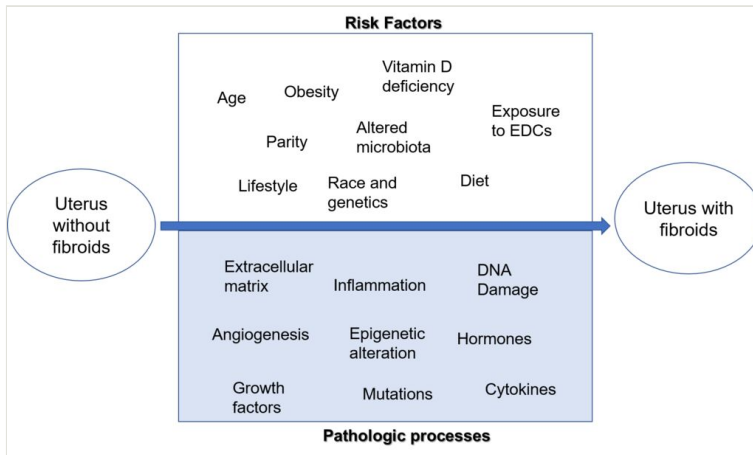 Risk Factors
Age
Obesity
Vitamin D
deficiency
Exposure
to EDCs
Parity
Altered
microbiota
Lifestyle
Race and
genetics
Diet
Uterus
without
fibroids
Uterus with
fibroids
Extracellular
matrix
Inflammation
DNA
Damage
Angiogenesis
Epigenetic
alteration
Hormones
Growth
factors
Mutations
Cytokines
Pathologic processes